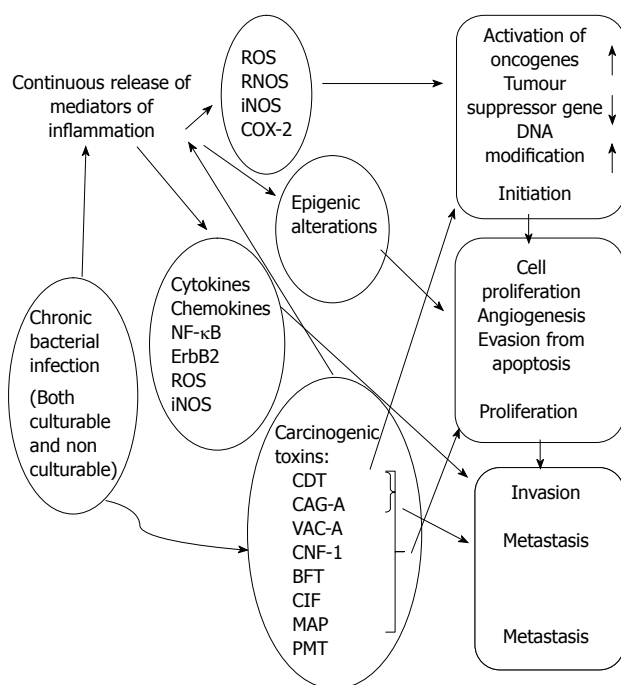 Continuous release of
mediators of
inflammation
ROS
RNOS
iNOS
COX-2
Activation of
oncogenes
Tumour
suppressor gene
DNA
modification
Initiation
Epigenic
alterations
Chronic
bacterial
infection
(Both
culturable
and non
culturable)
Cytokines
Chemokines
NF-κB
ErbB2
ROS
iNOS
Cell
proliferation
Angiogenesis
Evasion from
apoptosis
Proliferation
Carcinogenic
toxins:
CDT
CAG-A
VAC-A
CNF-1
BFT
CIF
MAP
PMT
Invasion
Metastasis
Metastasis